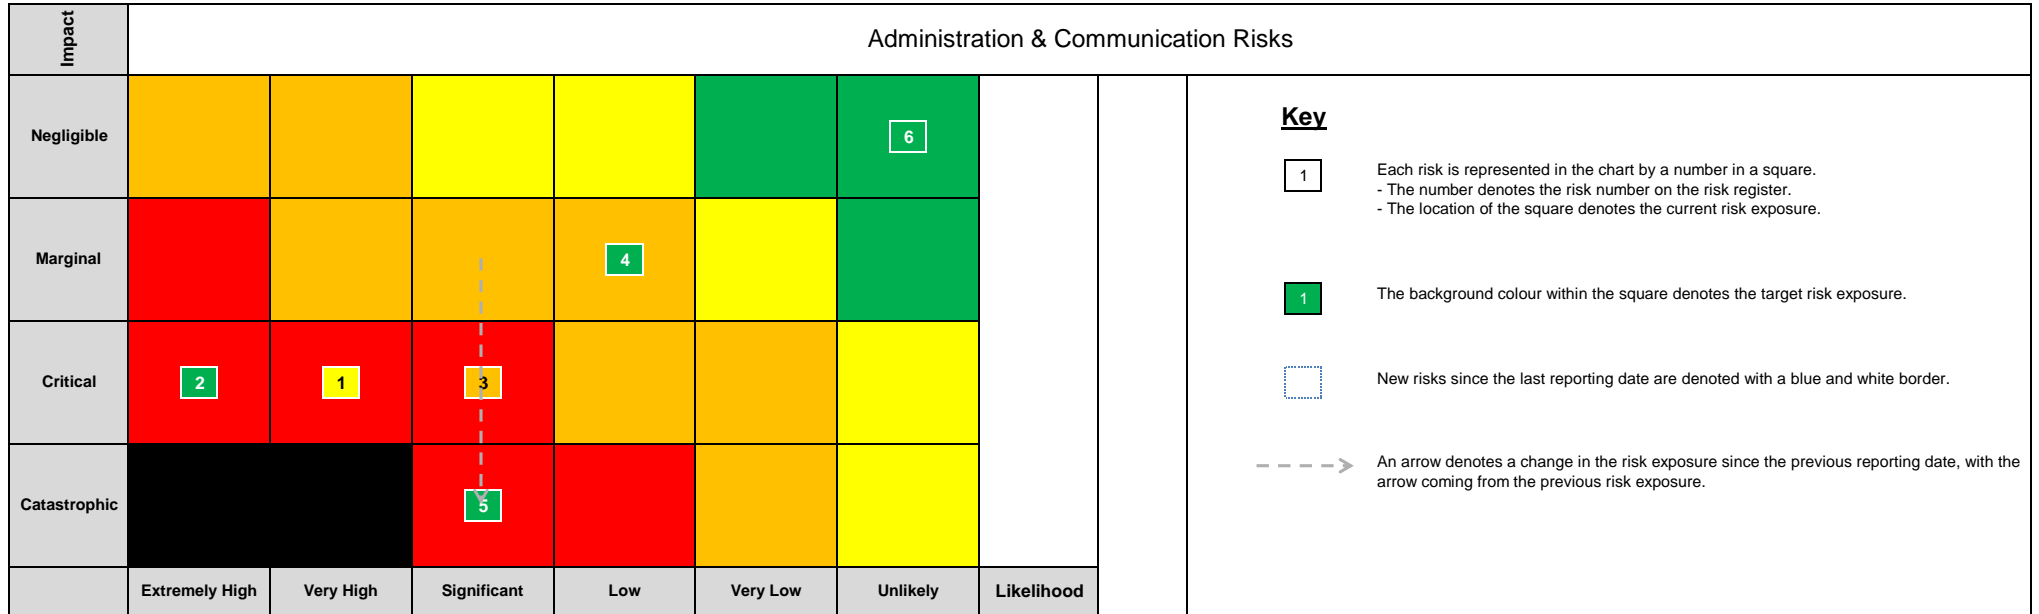 Impact
Administration & Communication Risks
Negligible
6
Marginal
4
Critical
2
1
3
Catastrophic
5
Extremely High
Very High
Significant
Low
Very Low
Unlikely
Likelihood
Key
1
Each risk is represented in the chart by a number in a square.
- The number denotes the risk number on the risk register.
- The location of the square denotes the current risk exposure.
1
The background colour within the square denotes the target risk exposure.
New risks since the last reporting date are denoted with a blue and white border.
An arrow denotes a change in the risk exposure since the previous reporting date, with the
arrow coming from the previous risk exposure.